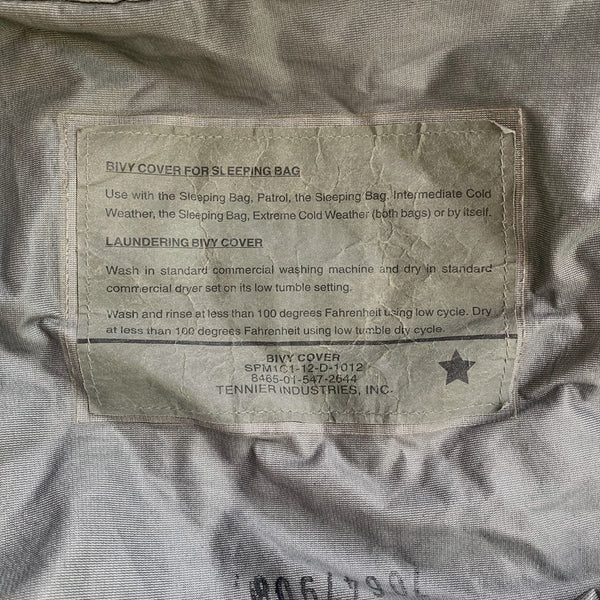 BIVY COVER FOR SLEEPING BAG
Use with the Sleeping Bag, Patrol, the Sleeping Bag, Intermediate Cold
Weather, the Sleeping Bag, Extreme Cold Weather (both bags) or by itself.
LAUNDERING BIVY COVER
Wash in standard commercial washing machine and dry in standard
commercial dryer set on its low tumble setting.
Wash and rinse at less than 100 degrees Fahrenheit using low cycle. Dry
at less than 100 degrees Fahrenheit using low tumble dry cycle.
BIVY COVER
SPM1C1-12-D-1012
8465-01-547-2644
TENNIER INDUSTRIES, INC.